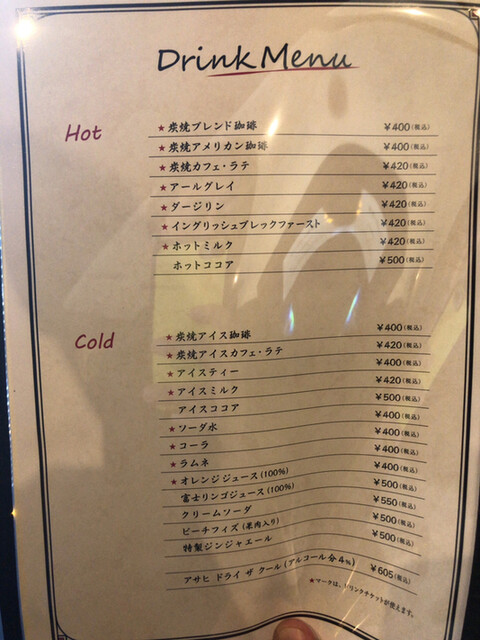 Drink Menu
Hot
★炭焼ブレンド珈琲 ¥400(税込)
★炭焼アメリカン珈琲 ¥400(税込)
★炭焼カフェ・ラテ ¥420(税込)
★アールグレイ ¥420(税込)
★ダージリン ¥420(税込)
★イングリッシュブレックファースト ¥420(税込)
★ホットミルク ¥420(税込)
ホットココア ¥500(税込)
Cold
★炭焼アイス珈琲 ¥400(税込)
★炭焼アイスカフェ・ラテ ¥420(税込)
★アイスティー ¥400(税込)
★アイスミルク ¥420(税込)
アイスココア ¥500(税込)
★ソーダ水 ¥400(税込)
★コーラ ¥400(税込)
★ラムネ ¥400(税込)
★オレンジジュース(100%) ¥400(税込)
富士リンゴジュース(100%) ¥500(税込)
クリームソーダ ¥550(税込)
ピーチフィズ(果肉入り) ¥500(税込)
特製ジンジャエール ¥500(税込)
アサヒ ドライ ザ クール(アルコール分4%) ¥605(税込)
★マークは、ドリンクチケットが使えます。